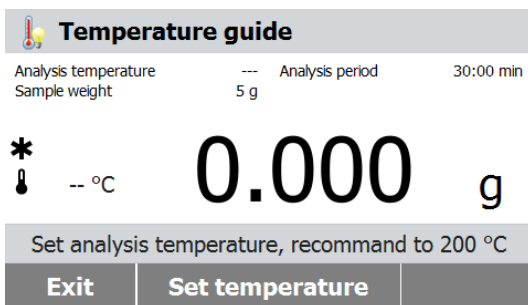 Temperature guide
Analysis temperature --- Analysis period 30:00 min
Sample weight 5 g
-- °C 0.000 g
Set analysis temperature, recommand to 200 °C
Exit Set temperature